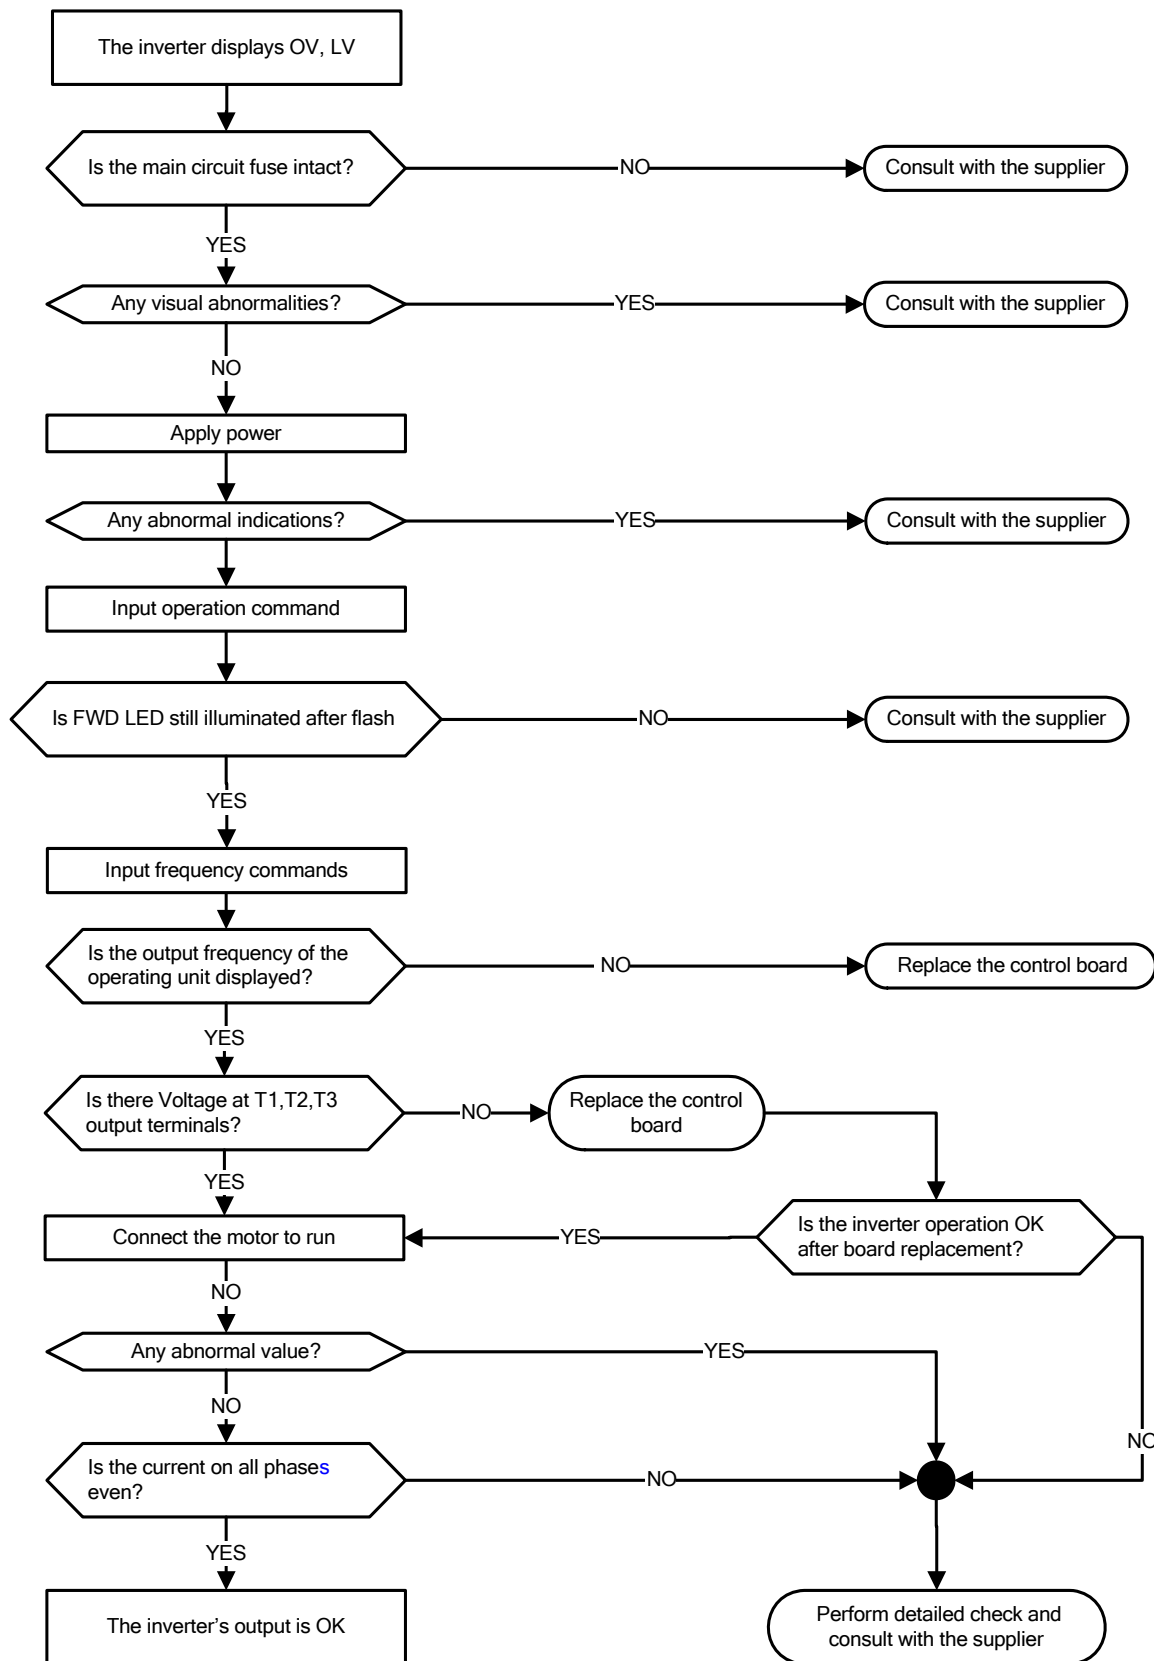 The inverter displays OV, LV
Is the main circuit fuse intact?
NO
Consult with the supplier
YES
Any visual abnormalities?
YES
Consult with the supplier
NO
Apply power
Any abnormal indications?
YES
Consult with the supplier
Input operation command
Is FWD LED still illuminated after flash
NO
Consult with the supplier
YES
Input frequency commands
Is the output frequency of the
operating unit displayed?
NO
Replace the control board
YES
Is there Voltage at T1,T2,T3
output terminals?
NO
Replace the control
board
YES
Connect the motor to run
YES
Is the inverter operation OK
after board replacement?
NO
Any abnormal value?
YES
NO
NO
Is the current on all phases
even?
NO
YES
The inverter’s output is OK
Perform detailed check and
consult with the supplier